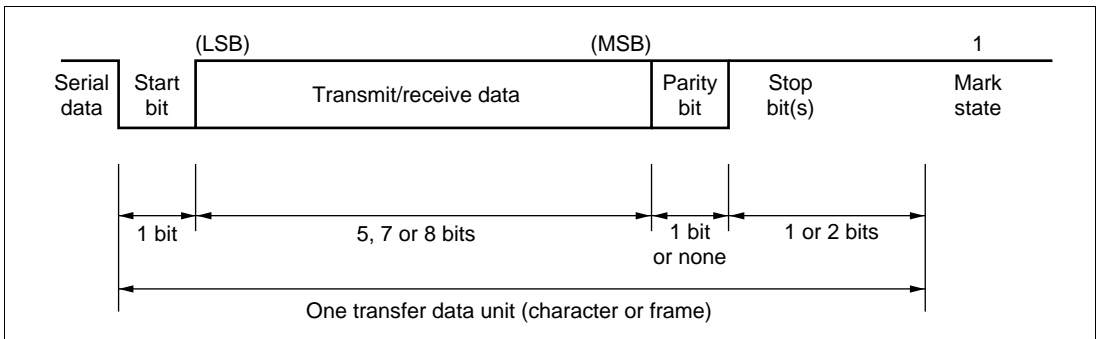 (LSB) (MSB) 1
Serial Start Transmit/receive data Parity Stop Mark
data bit bit bit(s) state
1 bit 5, 7 or 8 bits 1 bit 1 or 2 bits
or none
One transfer data unit (character or frame)